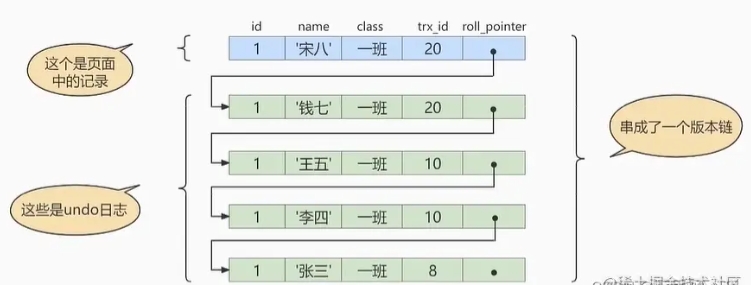 id name class trx_id roll_pointer
1 '宋八' 一班 20
这个是页面
中的记录
1 '钱七' 一班 20
串成了一个版本链
1 '王五' 一班 10
这些是undo日志
1 '李四' 一班 10
1 '张三' 一班 8
@稀土掘金技术社区